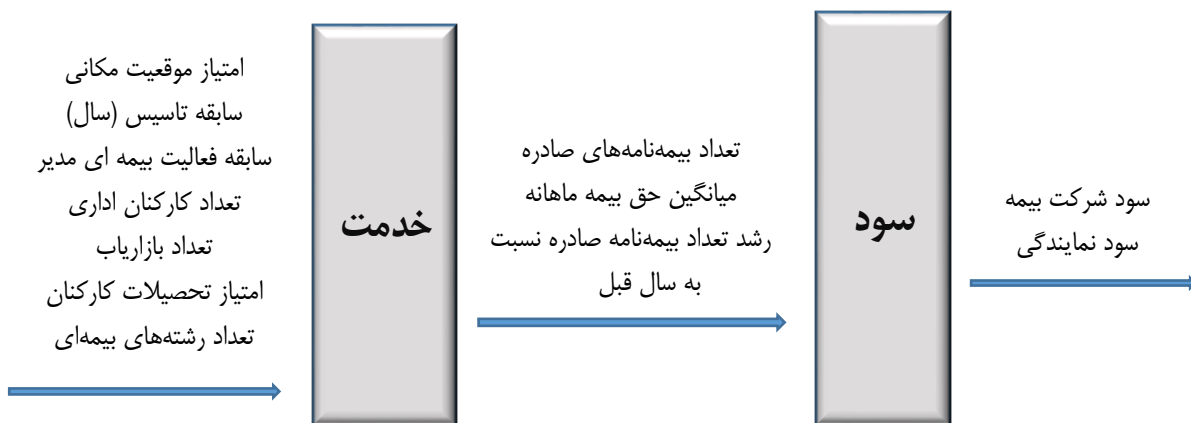 امتیاز موقعیت مکانی
سابقه تاسیس (سال)
سابقه فعالیت بیمه ای مدیر
تعداد کارکنان اداری
تعداد بازاریاب
امتیاز تحصیلات کارکنان
تعداد رشته‌های بیمه‌ای
خدمت
تعداد بیمه‌نامه‌های صادره
میانگین حق بیمه ماهانه
رشد تعداد بیمه‌نامه صادره نسبت
به سال قبل
سود
سود شرکت بیمه
سود نمایندگی